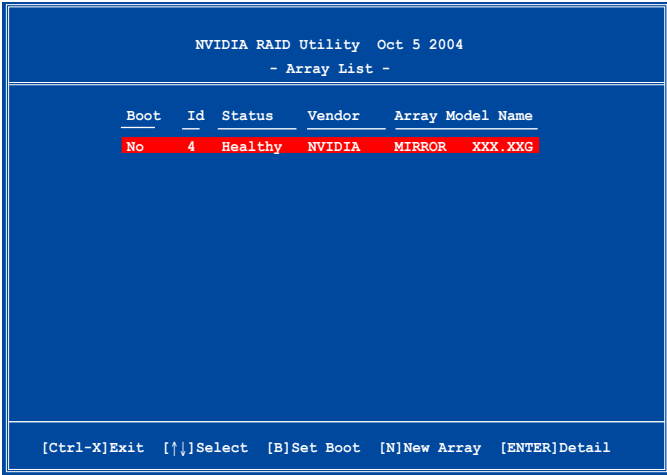 NVIDIA RAID Utility  Oct 5 2004
- Array List -
Boot  Id  Status  Vendor  Array Model Name
No  4  Healthy  NVIDIA  MIRROR  XXX.XXG
[Ctrl-X]Exit  [↑↓]Select  [B]Set Boot  [N]New Array  [ENTER]Detail